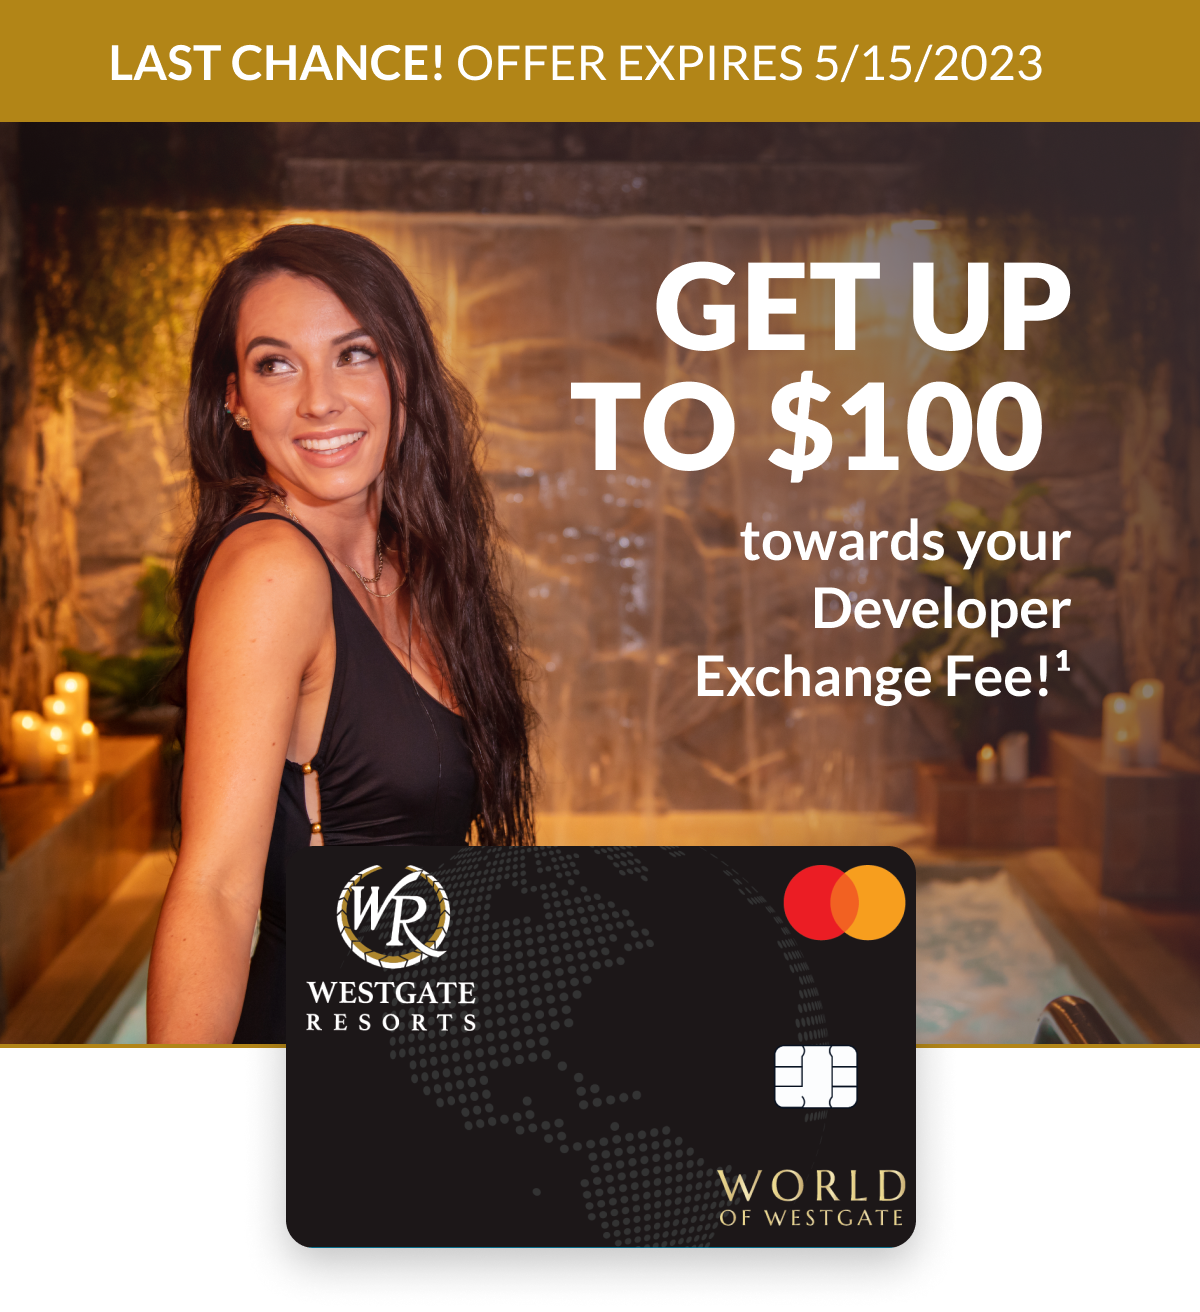 LAST CHANCE! OFFER EXPIRES 5/15/2023
GET UP
TO $100
towards your
Developer
Exchange Fee!¹
WR
WESTGATE
RESORTS
WORLD
OF WESTGATE